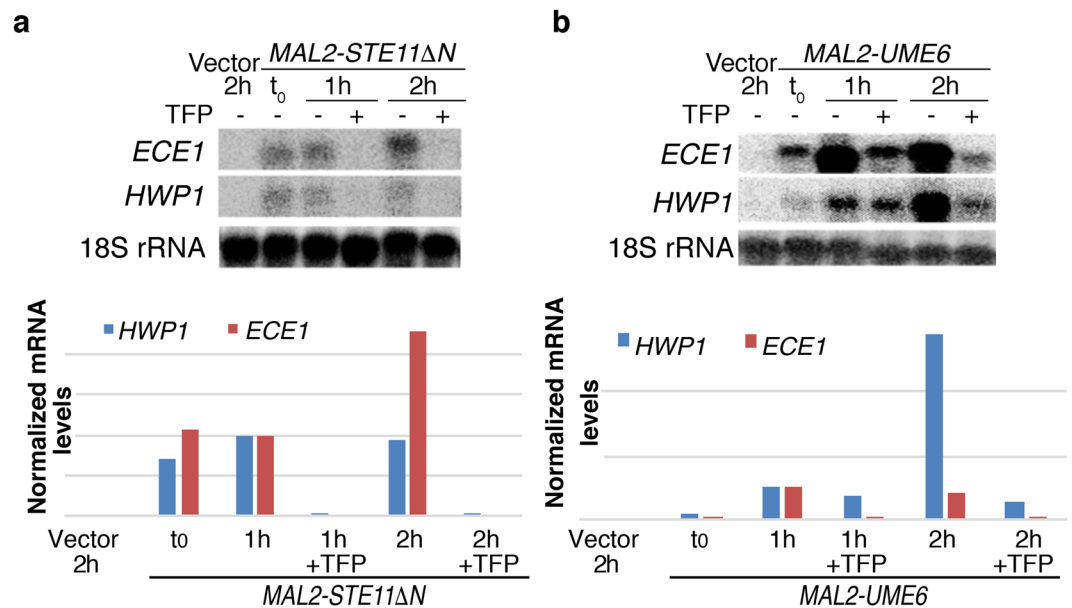 a
MAL2-STE11ΔN
Vector
2h t0 1h 2h
TFP - - - + - +
ECE1
HWP1
18S rRNA
Normalized mRNA
levels
HWP1 ECE1
Vector
2h
t0 1h 1h
+TFP 2h 2h
+TFP
MAL2-STE11ΔN
b
MAL2-UME6
Vector
2h t0 1h 2h
TFP - - - + - +
ECE1
HWP1
18S rRNA
Normalized mRNA
levels
HWP1 ECE1
Vector
2h
t0 1h 1h
+TFP 2h 2h
+TFP
MAL2-UME6